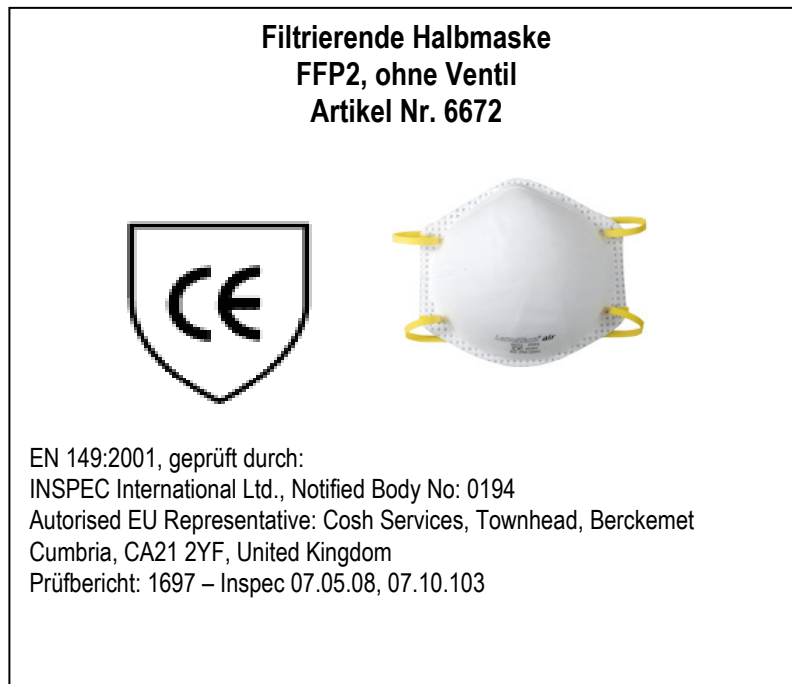 Filtrierende Halbmaske
FFP2, ohne Ventil
Artikel Nr. 6672
CE
air
EN 149:2001, geprüft durch:
INSPEC International Ltd., Notified Body No: 0194
Autorised EU Representative: Cosh Services, Townhead, Berckemet
Cumbria, CA21 2YF, United Kingdom
Prüfbericht: 1697 – Inspec 07.05.08, 07.10.103